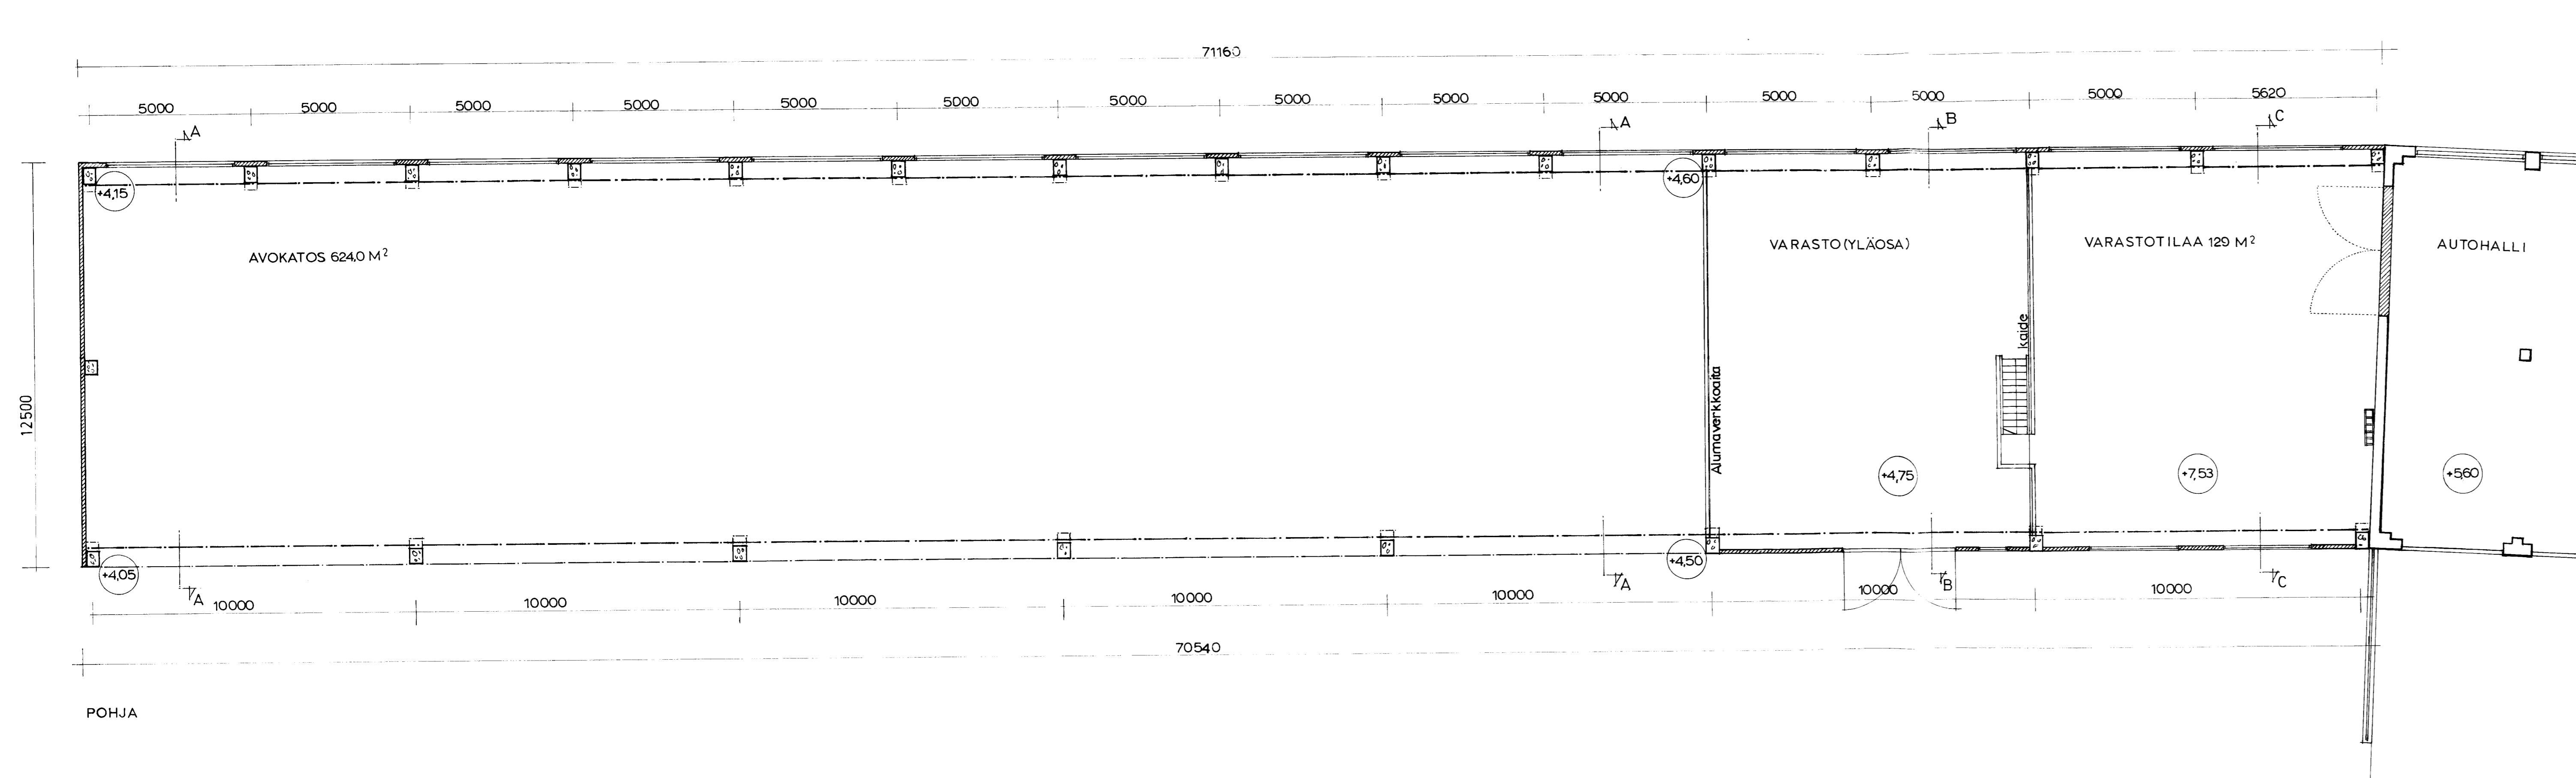 71160
5000 5000 5000 5000 5000 5000 5000 5000 5000 5000 5000 5000 5000 5620
A A B C
+4,15 +4,60
AVOKATOS 624,0 M² VARASTO (YLÄOSA) VARASTOTILAA 129 M² AUTOHALLI
kaide
12500
Alumaverkkoaita
+4,75 +7,53 +5,60
+4,05 +4,50
A A B C
10000 10000 10000 10000 10000 10000 10000
70540
POHJA